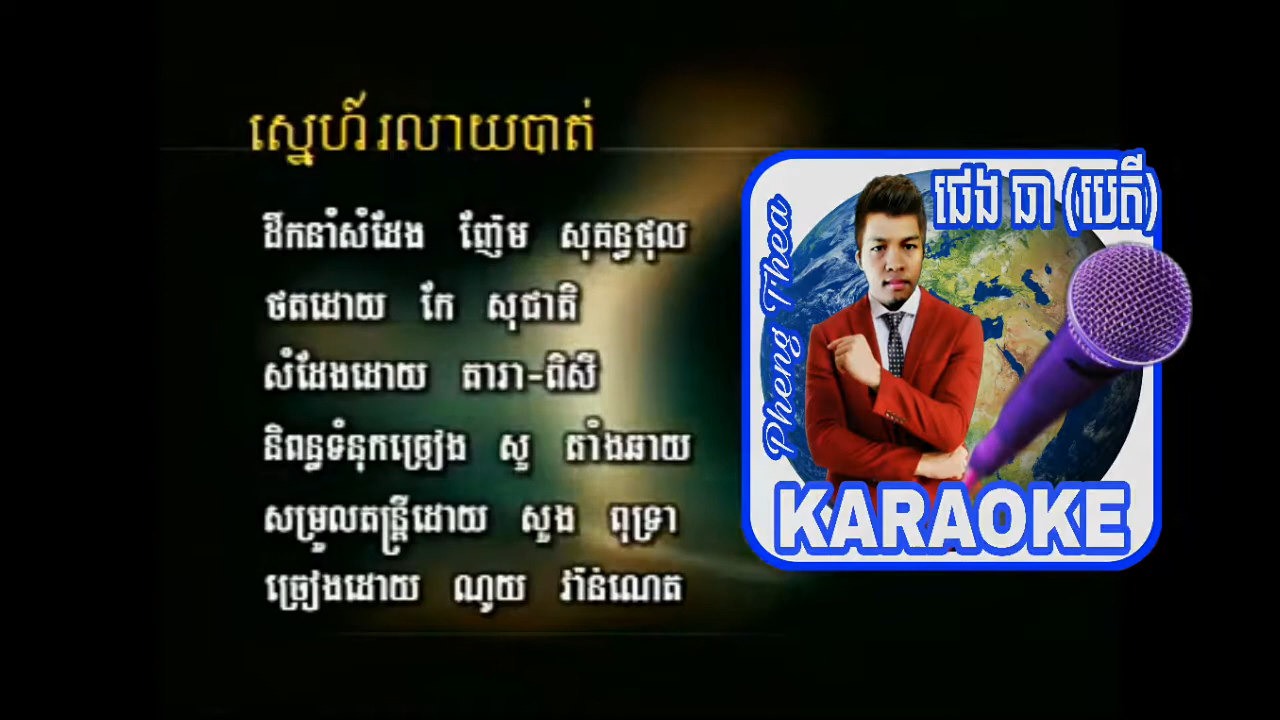 ស្នេហ៍រលាយបាត់
ដឹកនាំសំដែង ញ៉ែម សុគន្ធថុល
ថតដោយ កែ សុជាតិ
សំដែងដោយ តារា-ពិសី
និពន្ធទំនុកច្រៀង សូ តាំងឆាយ
សម្រួលតន្ត្រីដោយ សួង ពុទ្រា
ច្រៀងដោយ ណូយ វ៉ាន់ណេត
ផេង ធា (បេតី)
Pheng Thea
KARAOKE